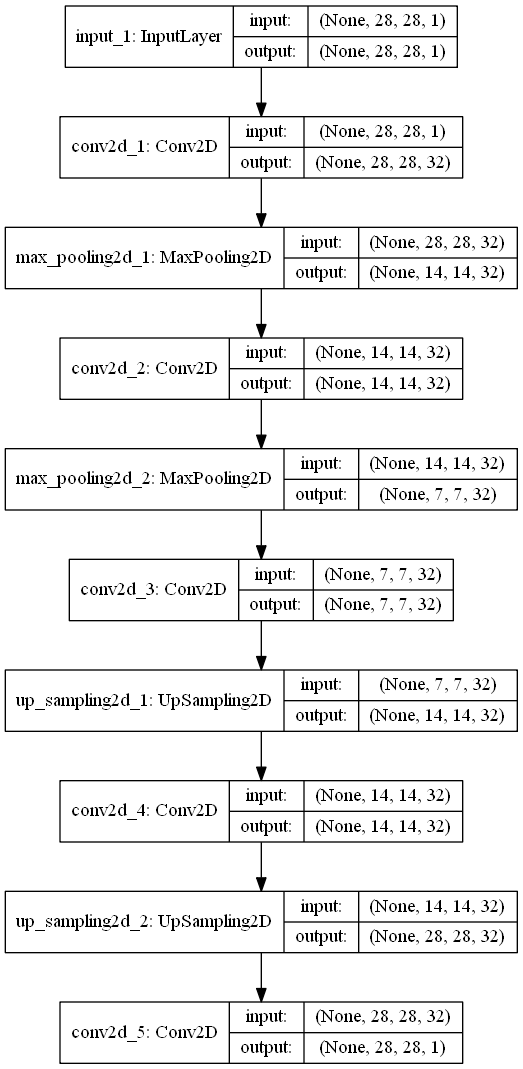 input_1: InputLayer
input: (None, 28, 28, 1)
output: (None, 28, 28, 1)
conv2d_1: Conv2D
input: (None, 28, 28, 1)
output: (None, 28, 28, 32)
max_pooling2d_1: MaxPooling2D
input: (None, 28, 28, 32)
output: (None, 14, 14, 32)
conv2d_2: Conv2D
input: (None, 14, 14, 32)
output: (None, 14, 14, 32)
max_pooling2d_2: MaxPooling2D
input: (None, 14, 14, 32)
output: (None, 7, 7, 32)
conv2d_3: Conv2D
input: (None, 7, 7, 32)
output: (None, 7, 7, 32)
up_sampling2d_1: UpSampling2D
input: (None, 7, 7, 32)
output: (None, 14, 14, 32)
conv2d_4: Conv2D
input: (None, 14, 14, 32)
output: (None, 14, 14, 32)
up_sampling2d_2: UpSampling2D
input: (None, 14, 14, 32)
output: (None, 28, 28, 32)
conv2d_5: Conv2D
input: (None, 28, 28, 32)
output: (None, 28, 28, 1)